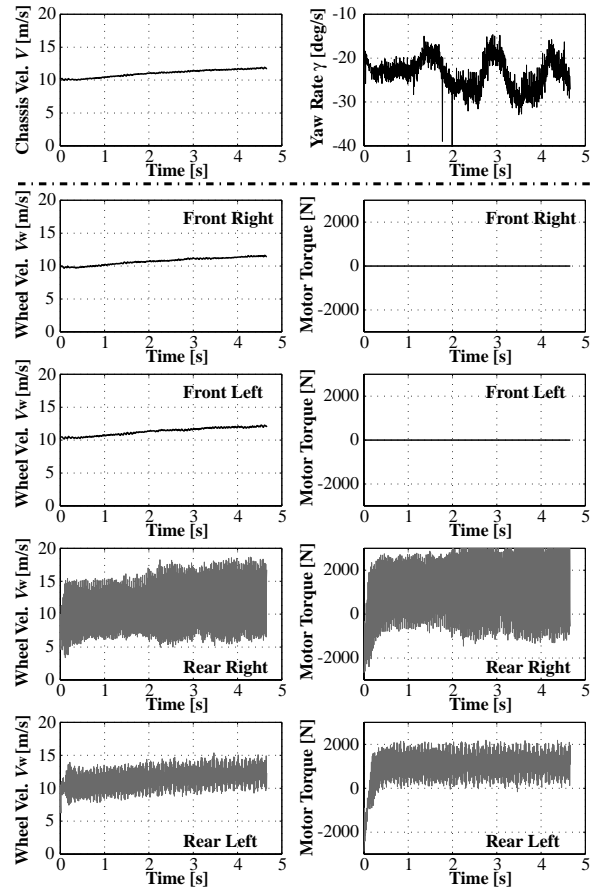 Chassis Vel. V [m/s]
20
15
10
5
0
0 1 2 3 4 5
Time [s]
Yaw Rate γ [deg/s]
-10
-20
-30
-40
0 1 2 3 4 5
Time [s]
Wheel Vel. Vw [m/s]
20
15
10
5
0
Front Right
0 1 2 3 4 5
Time [s]
Motor Torque [N]
2000
0
-2000
Front Right
0 1 2 3 4 5
Time [s]
Wheel Vel. Vw [m/s]
20
15
10
5
0
Front Left
0 1 2 3 4 5
Time [s]
Motor Torque [N]
2000
0
-2000
Front Left
0 1 2 3 4 5
Time [s]
Wheel Vel. Vw [m/s]
20
15
10
5
0
Rear Right
0 1 2 3 4 5
Time [s]
Motor Torque [N]
2000
0
-2000
Rear Right
0 1 2 3 4 5
Time [s]
Wheel Vel. Vw [m/s]
20
15
10
5
0
Rear Left
0 1 2 3 4 5
Time [s]
Motor Torque [N]
2000
0
-2000
Rear Left
0 1 2 3 4 5
Time [s]